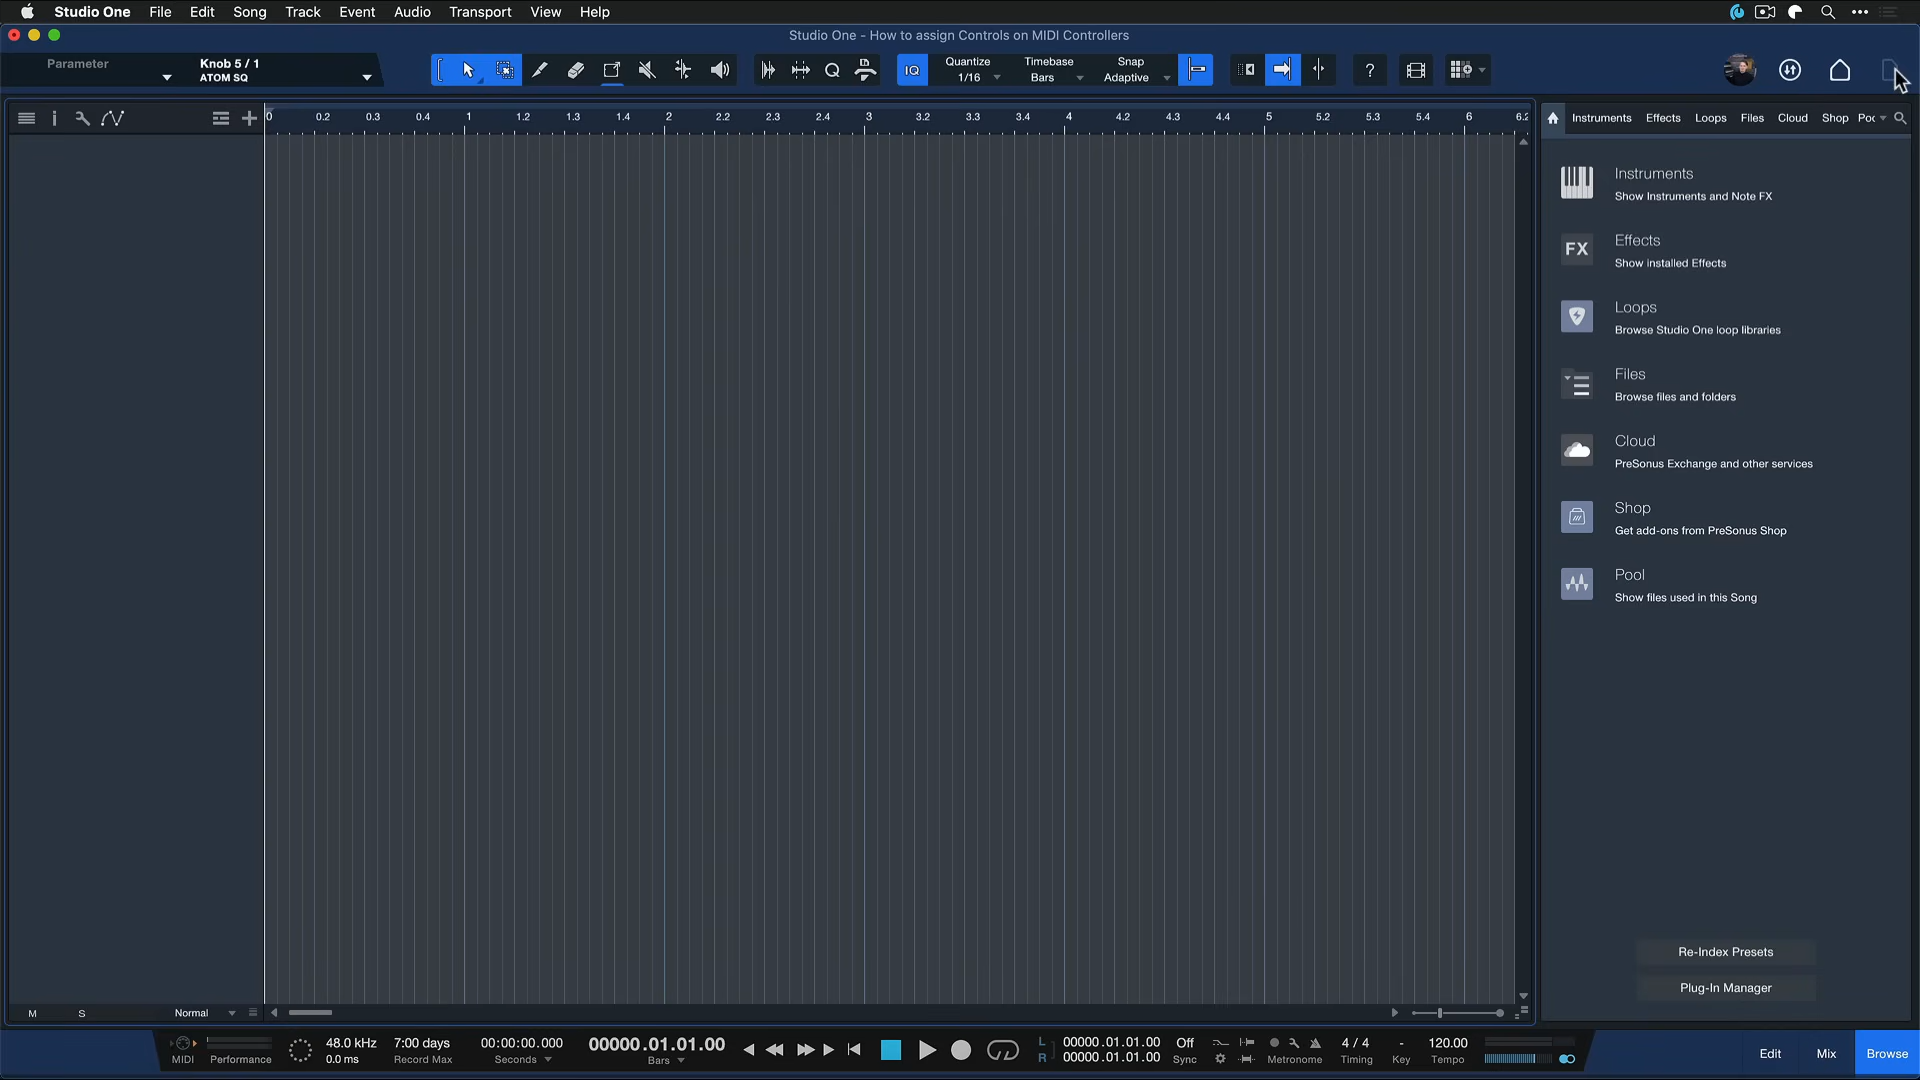 Studio One File Edit Song Track Event Audio Transport View Help
Studio One - How to assign Controls on MIDI Controllers
Parameter
Knob 5 / 1
ATOM SQ
IQ
Quantize
1/16
Timebase
Bars
Snap
Adaptive
?
0 0.2 0.3 0.4 1 1.2 1.3 1.4 2 2.2 2.3 2.4 3 3.2 3.3 3.4 4 4.2 4.3 4.4 5 5.2 5.3 5.4 6 6.2
Instruments Effects Loops Files Cloud Shop Poc
Instruments
Show Instruments and Note FX
FX
Effects
Show installed Effects
Loops
Browse Studio One loop libraries
Files
Browse files and folders
Cloud
PreSonus Exchange and other services
Shop
Get add-ons from PreSonus Shop
Pool
Show files used in this Song
Re-Index Presets
Plug-In Manager
M S Normal
MIDI
Performance
48.0 kHz
0.0 ms
7:00 days
Record Max
00:00:00.000
Seconds
00000.01.01.00
Bars
L 00000.01.01.00
R 00000.01.01.00
Off
Sync
Metronome
4 / 4
Timing
-
Key
120.00
Tempo
Edit Mix Browse